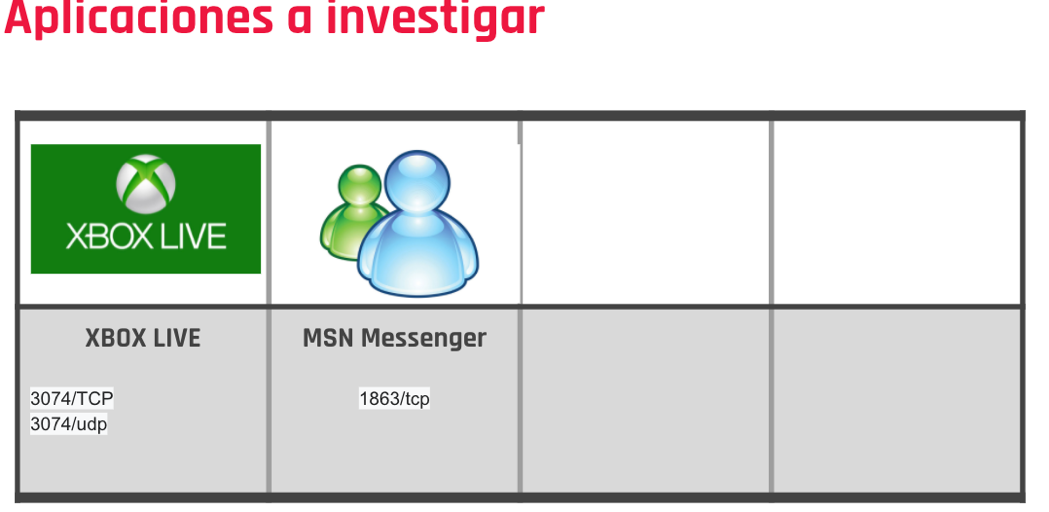 Aplicaciones a investigar
XBOX LIVE
XBOX LIVE
MSN Messenger
3074/TCP
3074/udp
1863/tcp